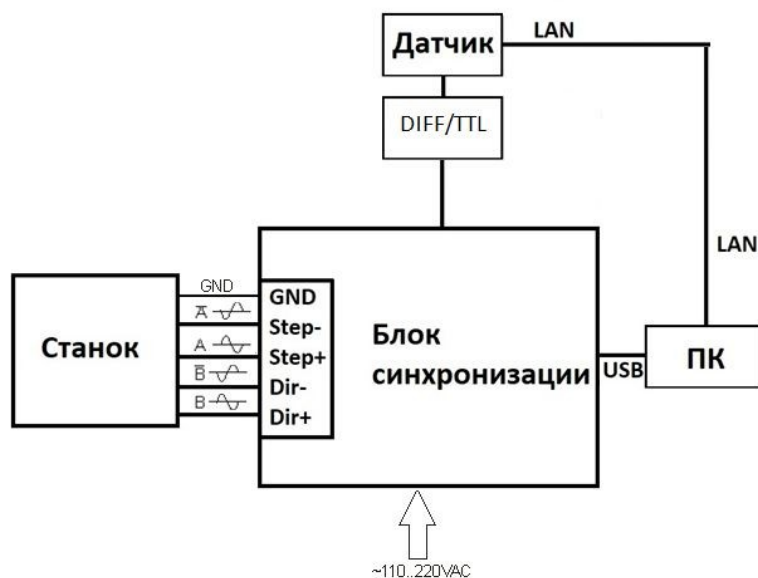 Датчик
LAN
DIFF/TTL
LAN
Станок
GND
A̅
A
B̅
B
GND
Step-
Step+
Dir-
Dir+
Блок
синхронизации
USB
ПК
~110..220VAC